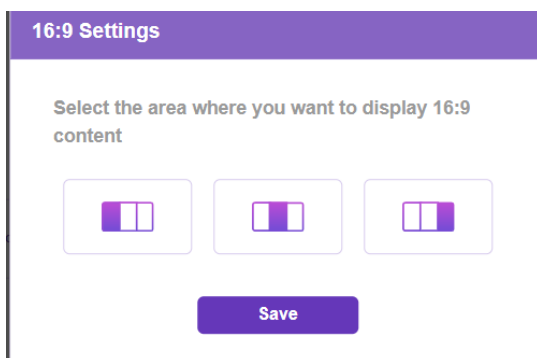 16:9 Settings
Select the area where you want to display 16:9
content
Save